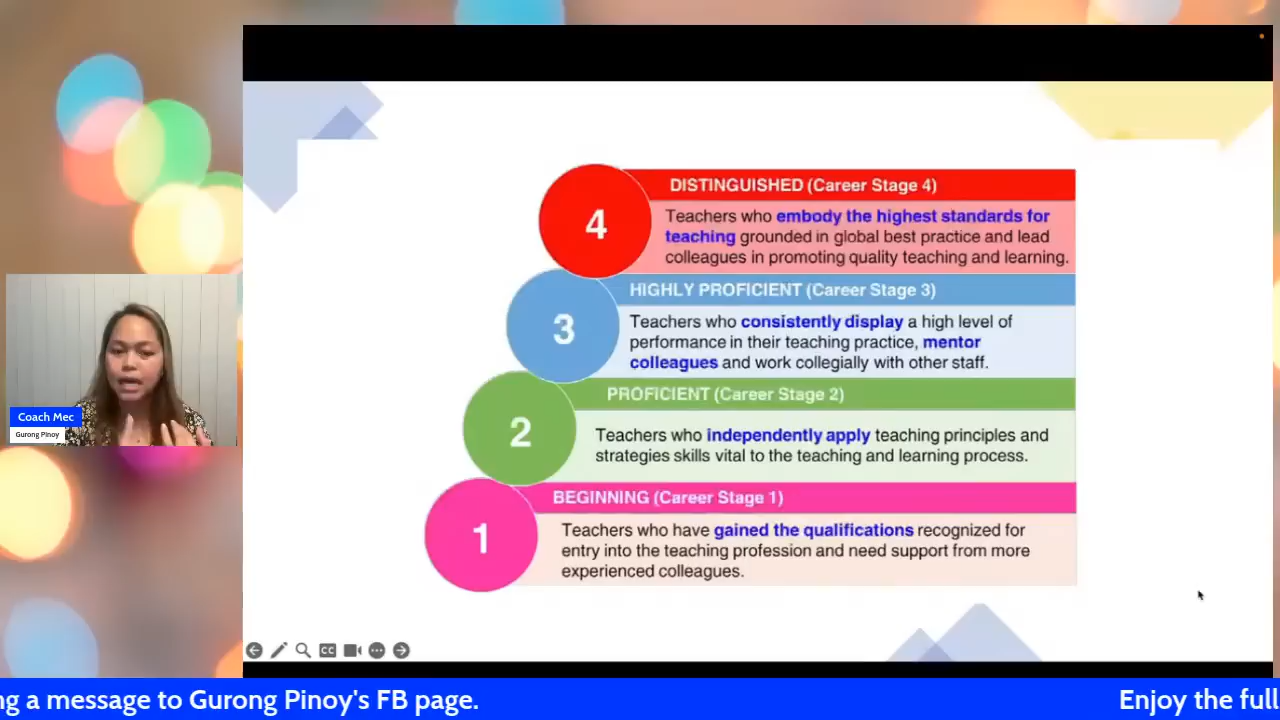 4
DISTINGUISHED (Career Stage 4)
Teachers who embody the highest standards for
teaching grounded in global best practice and lead
colleagues in promoting quality teaching and learning.
3
HIGHLY PROFICIENT (Career Stage 3)
Teachers who consistently display a high level of
performance in their teaching practice, mentor
colleagues and work collegially with other staff.
2
PROFICIENT (Career Stage 2)
Teachers who independently apply teaching principles and
strategies skills vital to the teaching and learning process.
1
BEGINNING (Career Stage 1)
Teachers who have gained the qualifications recognized for
entry into the teaching profession and need support from more
experienced colleagues.
Coach Mec
Gurong Pinoy
CC
ng a message to Gurong Pinoy's FB page.
Enjoy the full